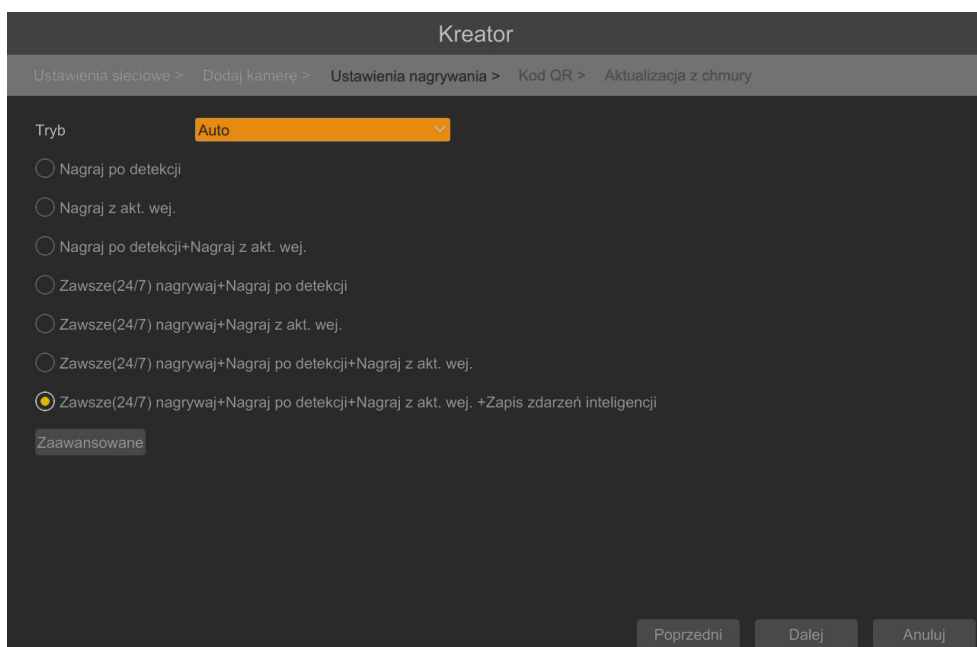 Kreator
Ustawienia sieciowe > Dodaj kamerę > Ustawienia nagrywania > Kod QR > Aktualizacja z chmury
Tryb Auto
Nagraj po detekcji
Nagraj z akt. wej.
Nagraj po detekcji+Nagraj z akt. wej.
Zawsze(24/7) nagrywaj+Nagraj po detekcji
Zawsze(24/7) nagrywaj+Nagraj z akt. wej.
Zawsze(24/7) nagrywaj+Nagraj po detekcji+Nagraj z akt. wej.
Zawsze(24/7) nagrywaj+Nagraj po detekcji+Nagraj z akt. wej. +Zapis zdarzeń inteligencji
Zaawansowane
Poprzedni Dalej Anuluj